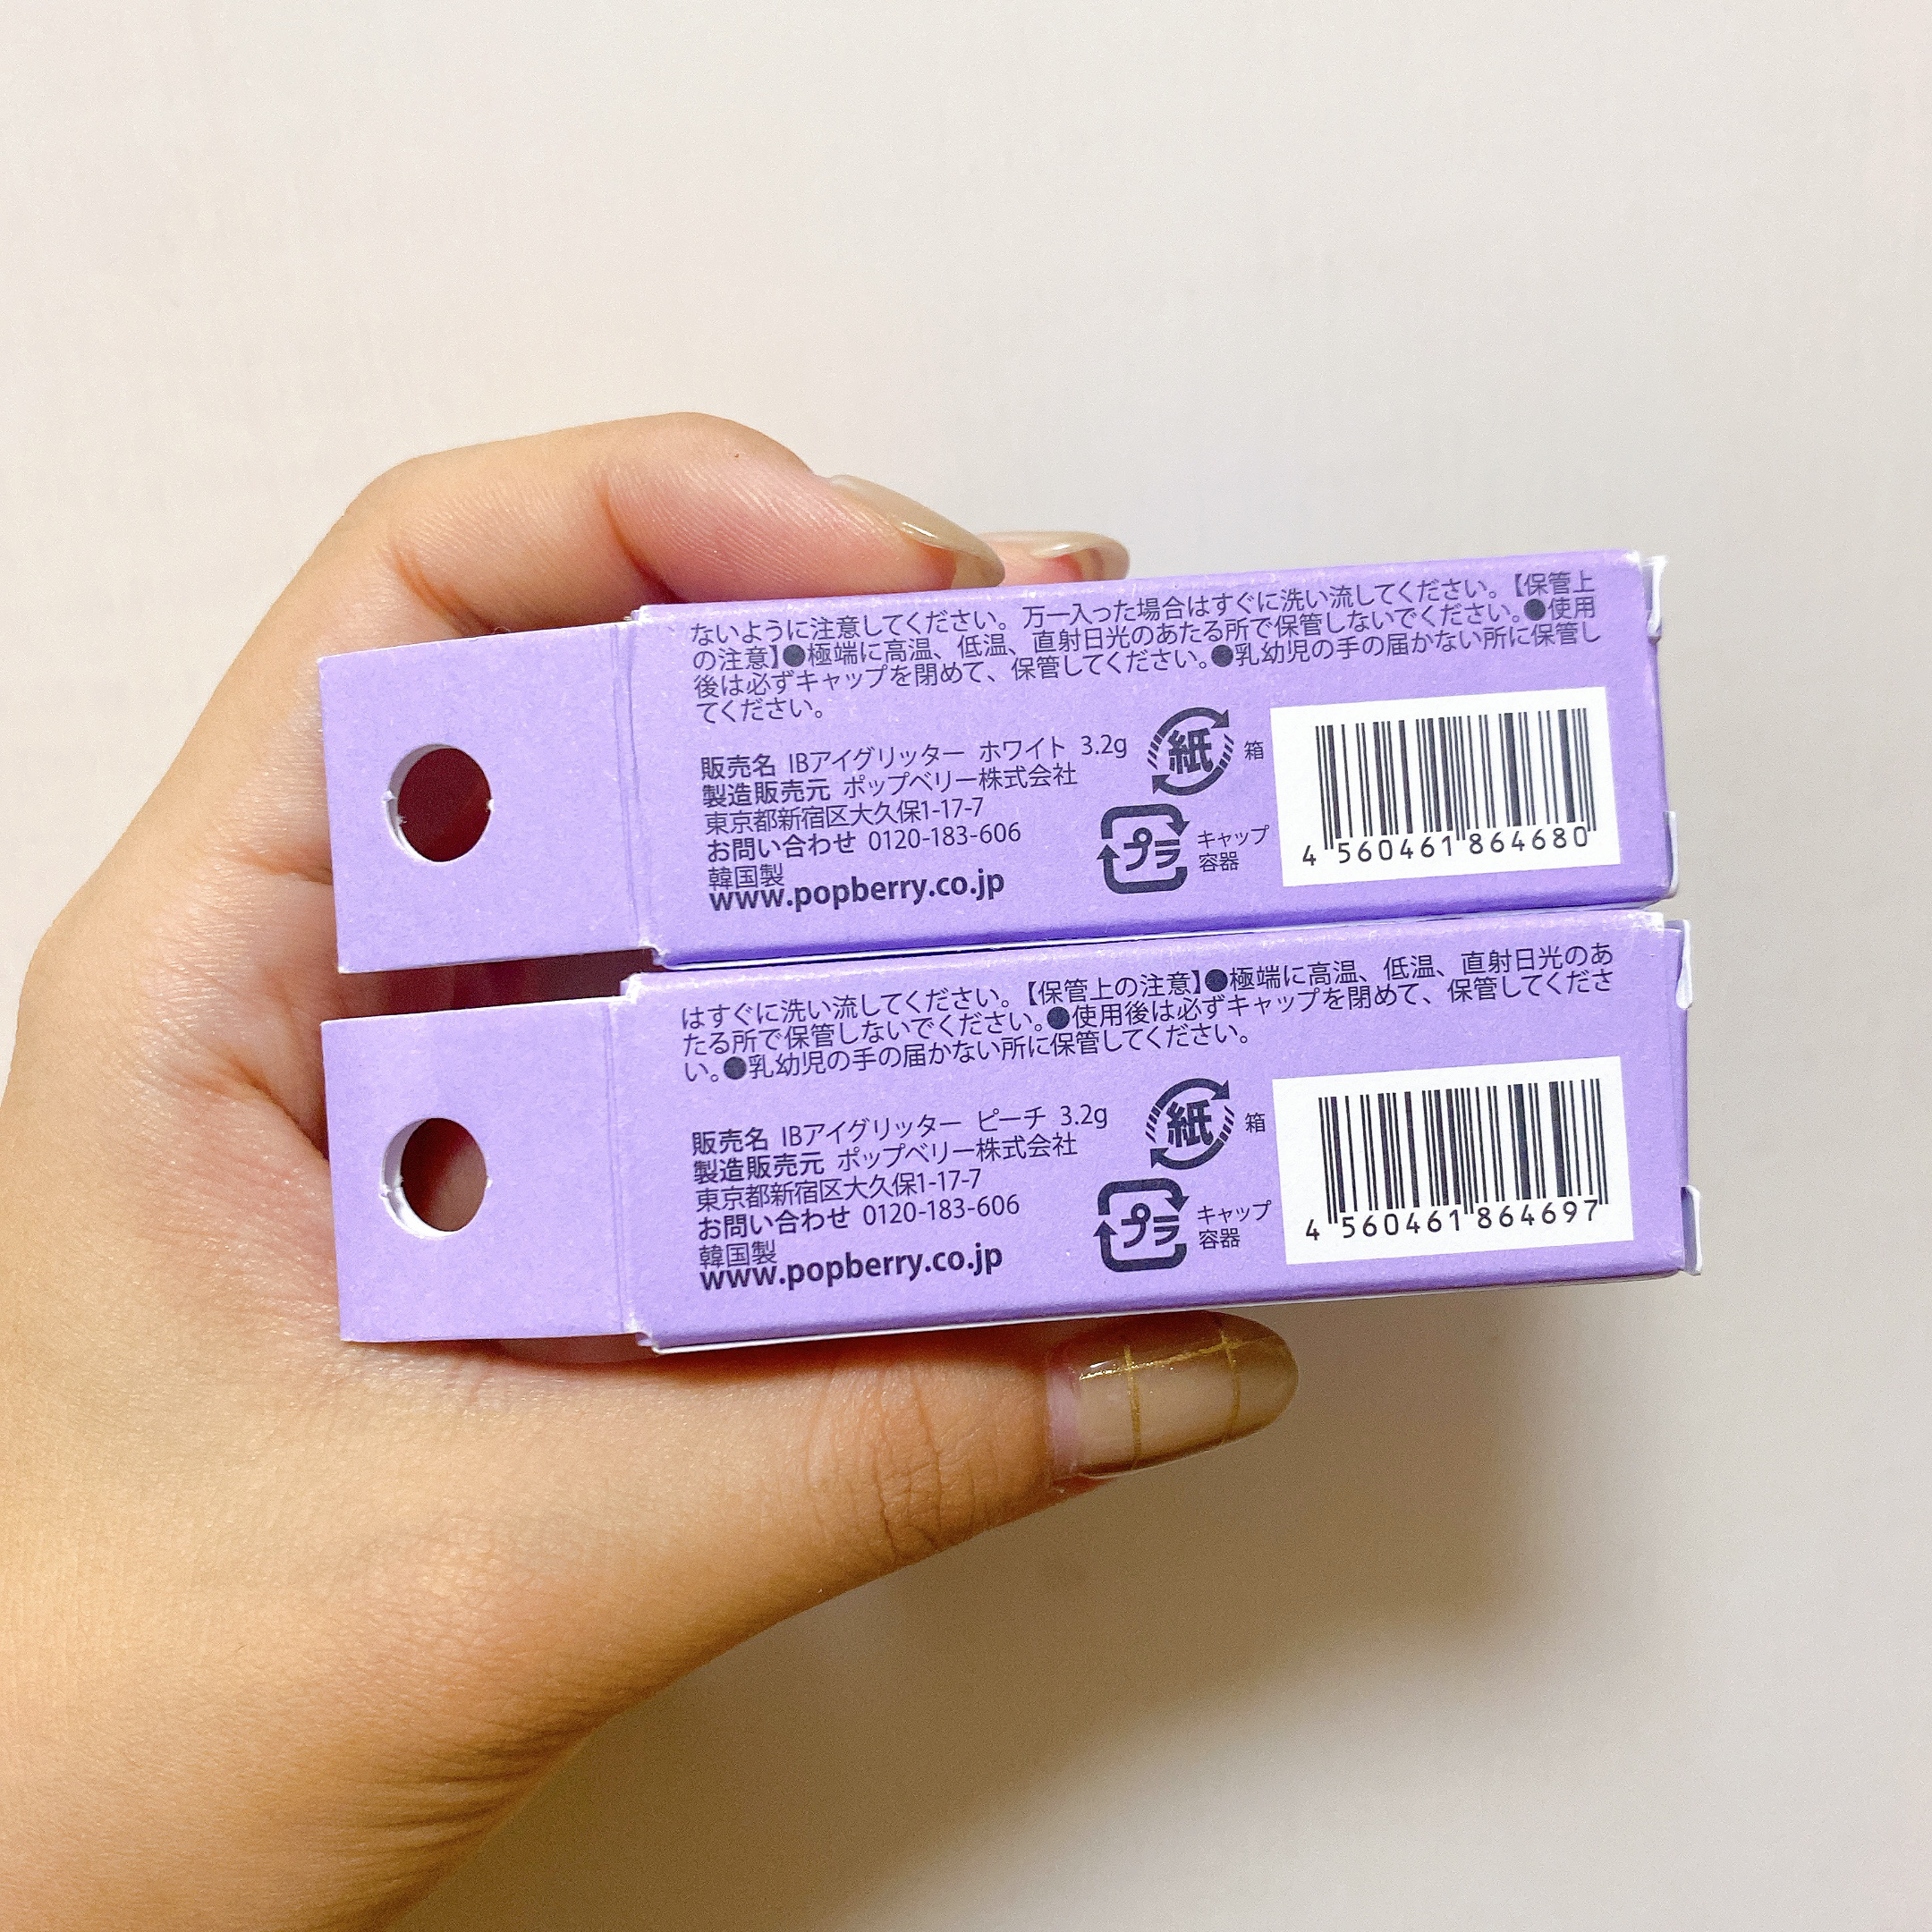 ないように注意してください。万一入った場合はすぐに洗い流してください。【保管上
の注意】●極端に高温、低温、直射日光のあたる所で保管しないでください。●使用
後は必ずキャップを閉めて、保管してください。●乳幼児の手の届かない所に保管し
てください。
販売名 IBアイグリッター ホワイト 3.2g
製造販売元 ポップベリー株式会社
東京都新宿区大久保1-17-7
お問い合わせ 0120-183-606
韓国製
www.popberry.co.jp
紙 箱
プラ キャップ
容器
4 560461 864680
はすぐに洗い流してください。【保管上の注意】●極端に高温、低温、直射日光のあ
たる所で保管しないでください。●使用後は必ずキャップを閉めて、保管してくださ
い。●乳幼児の手の届かない所に保管してください。
販売名 IBアイグリッター ピーチ 3.2g
製造販売元 ポップベリー株式会社
東京都新宿区大久保1-17-7
お問い合わせ 0120-183-606
韓国製
www.popberry.co.jp
紙 箱
プラ キャップ
容器
4 560461 864697